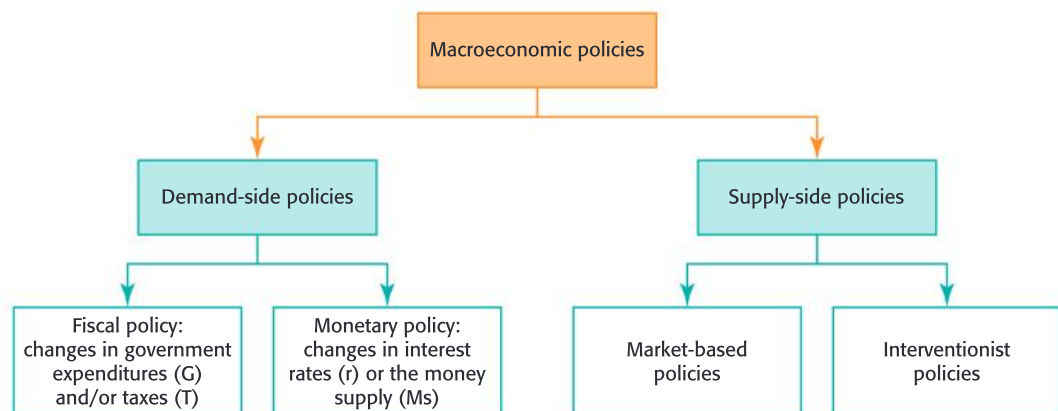 Macroeconomic policies
Demand-side policies
Supply-side policies
Fiscal policy:
changes in government
expenditures (G)
and/or taxes (T)
Monetary policy:
changes in interest
rates (r) or the money
supply (Ms)
Market-based
policies
Interventionist
policies